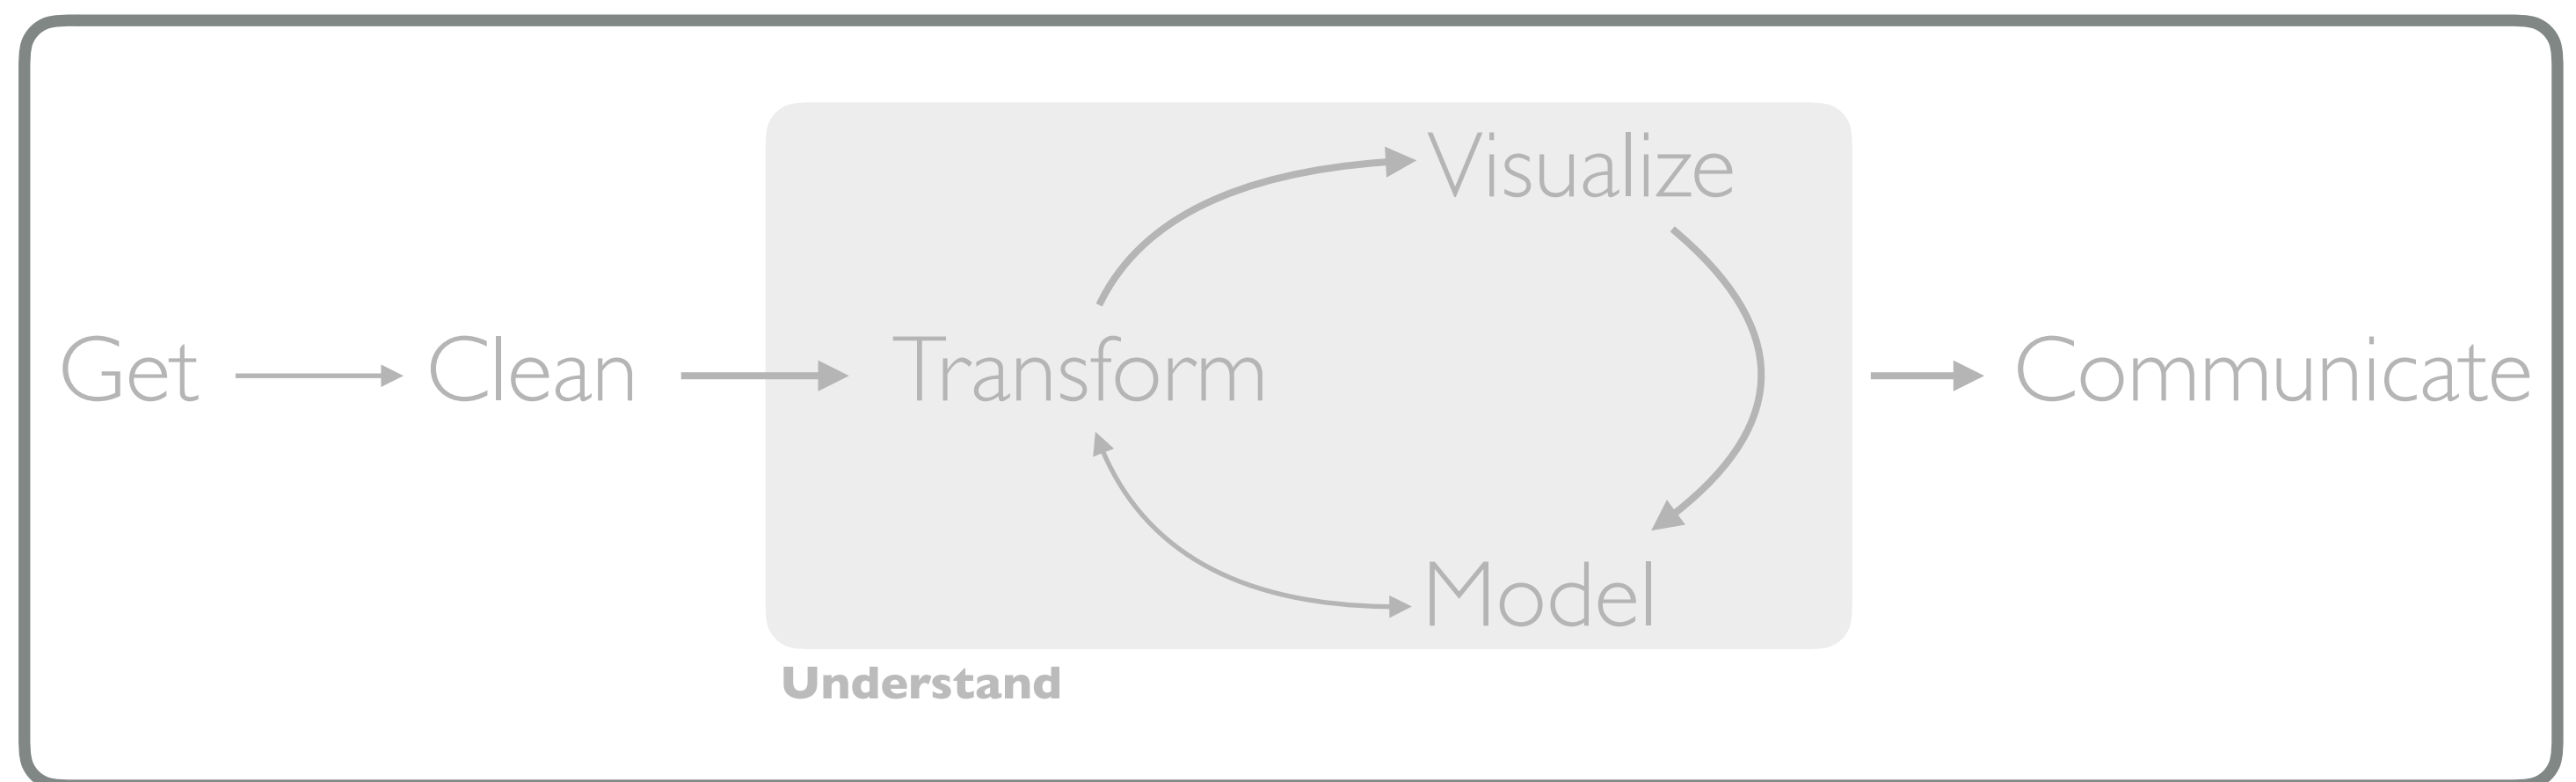 Visualize
Get
Clean
Transform
Communicate
Model
Understand